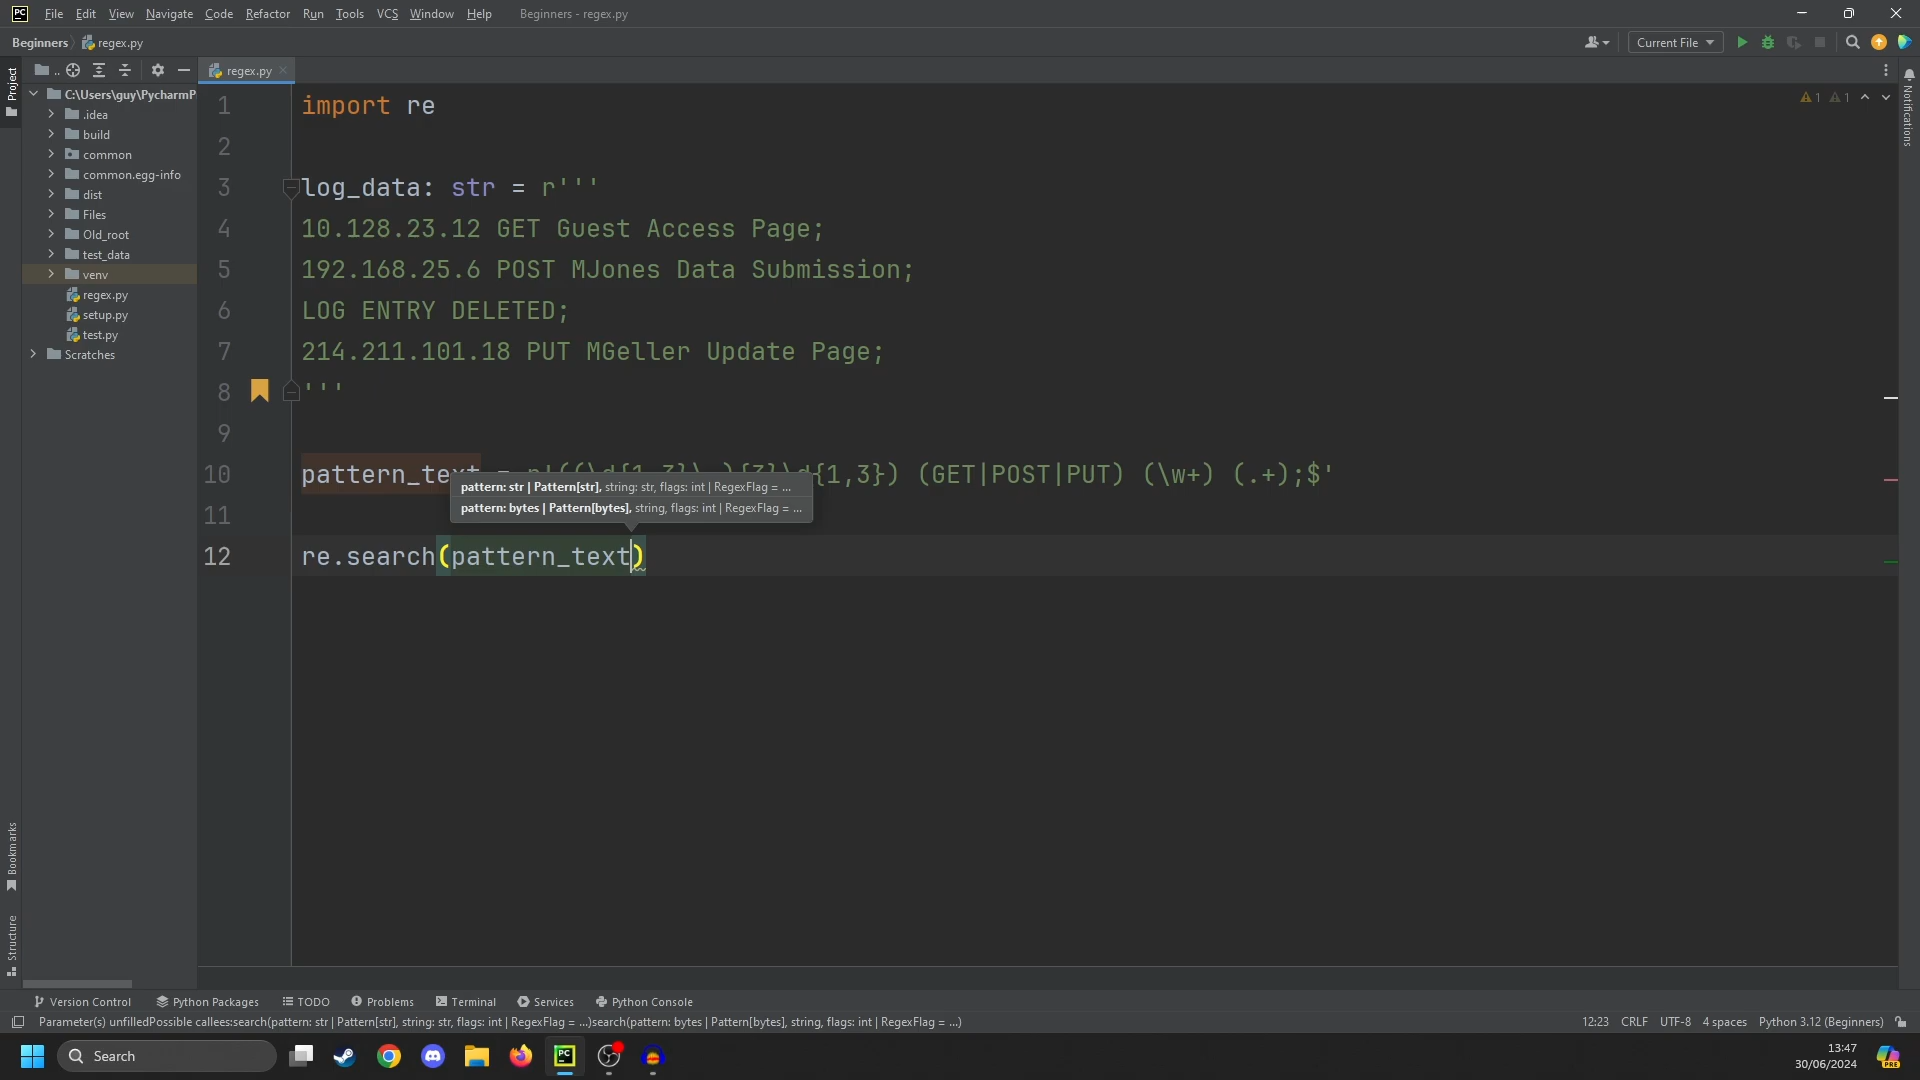 PC File Edit View Navigate Code Refactor Run Tools VCS Window Help Beginners - regex.py
Beginners regex.py Current File
Project .. regex.py
C:\Users\guy\PycharmP
.idea
build
common
common.egg-info
dist
Files
Old_root
test_data
venv
regex.py
setup.py
test.py
Scratches
Bookmarks
Structure
1 import re
2
3 log_data: str = r'''
4 10.128.23.12 GET Guest Access Page;
5 192.168.25.6 POST MJones Data Submission;
6 LOG ENTRY DELETED;
7 214.211.101.18 PUT MGeller Update Page;
8 '''
9
10 pattern_text {1,3}) (GET|POST|PUT) (\w+) (.+);$'
pattern: str | Pattern[str], string: str, flags: int | RegexFlag = ...
pattern: bytes | Pattern[bytes], string, flags: int | RegexFlag = ...
11
12 re.search(pattern_text)
1 1
Notifications
Version Control Python Packages TODO Problems Terminal Services Python Console
Parameter(s) unfilledPossible callees:search(pattern: str | Pattern[str], string: str, flags: int | RegexFlag = ...)search(pattern: bytes | Pattern[bytes], string, flags: int | RegexFlag = ...) 12:23 CRLF UTF-8 4 spaces Python 3.12 (Beginners)
Search PC 13:47
30/06/2024
PRE